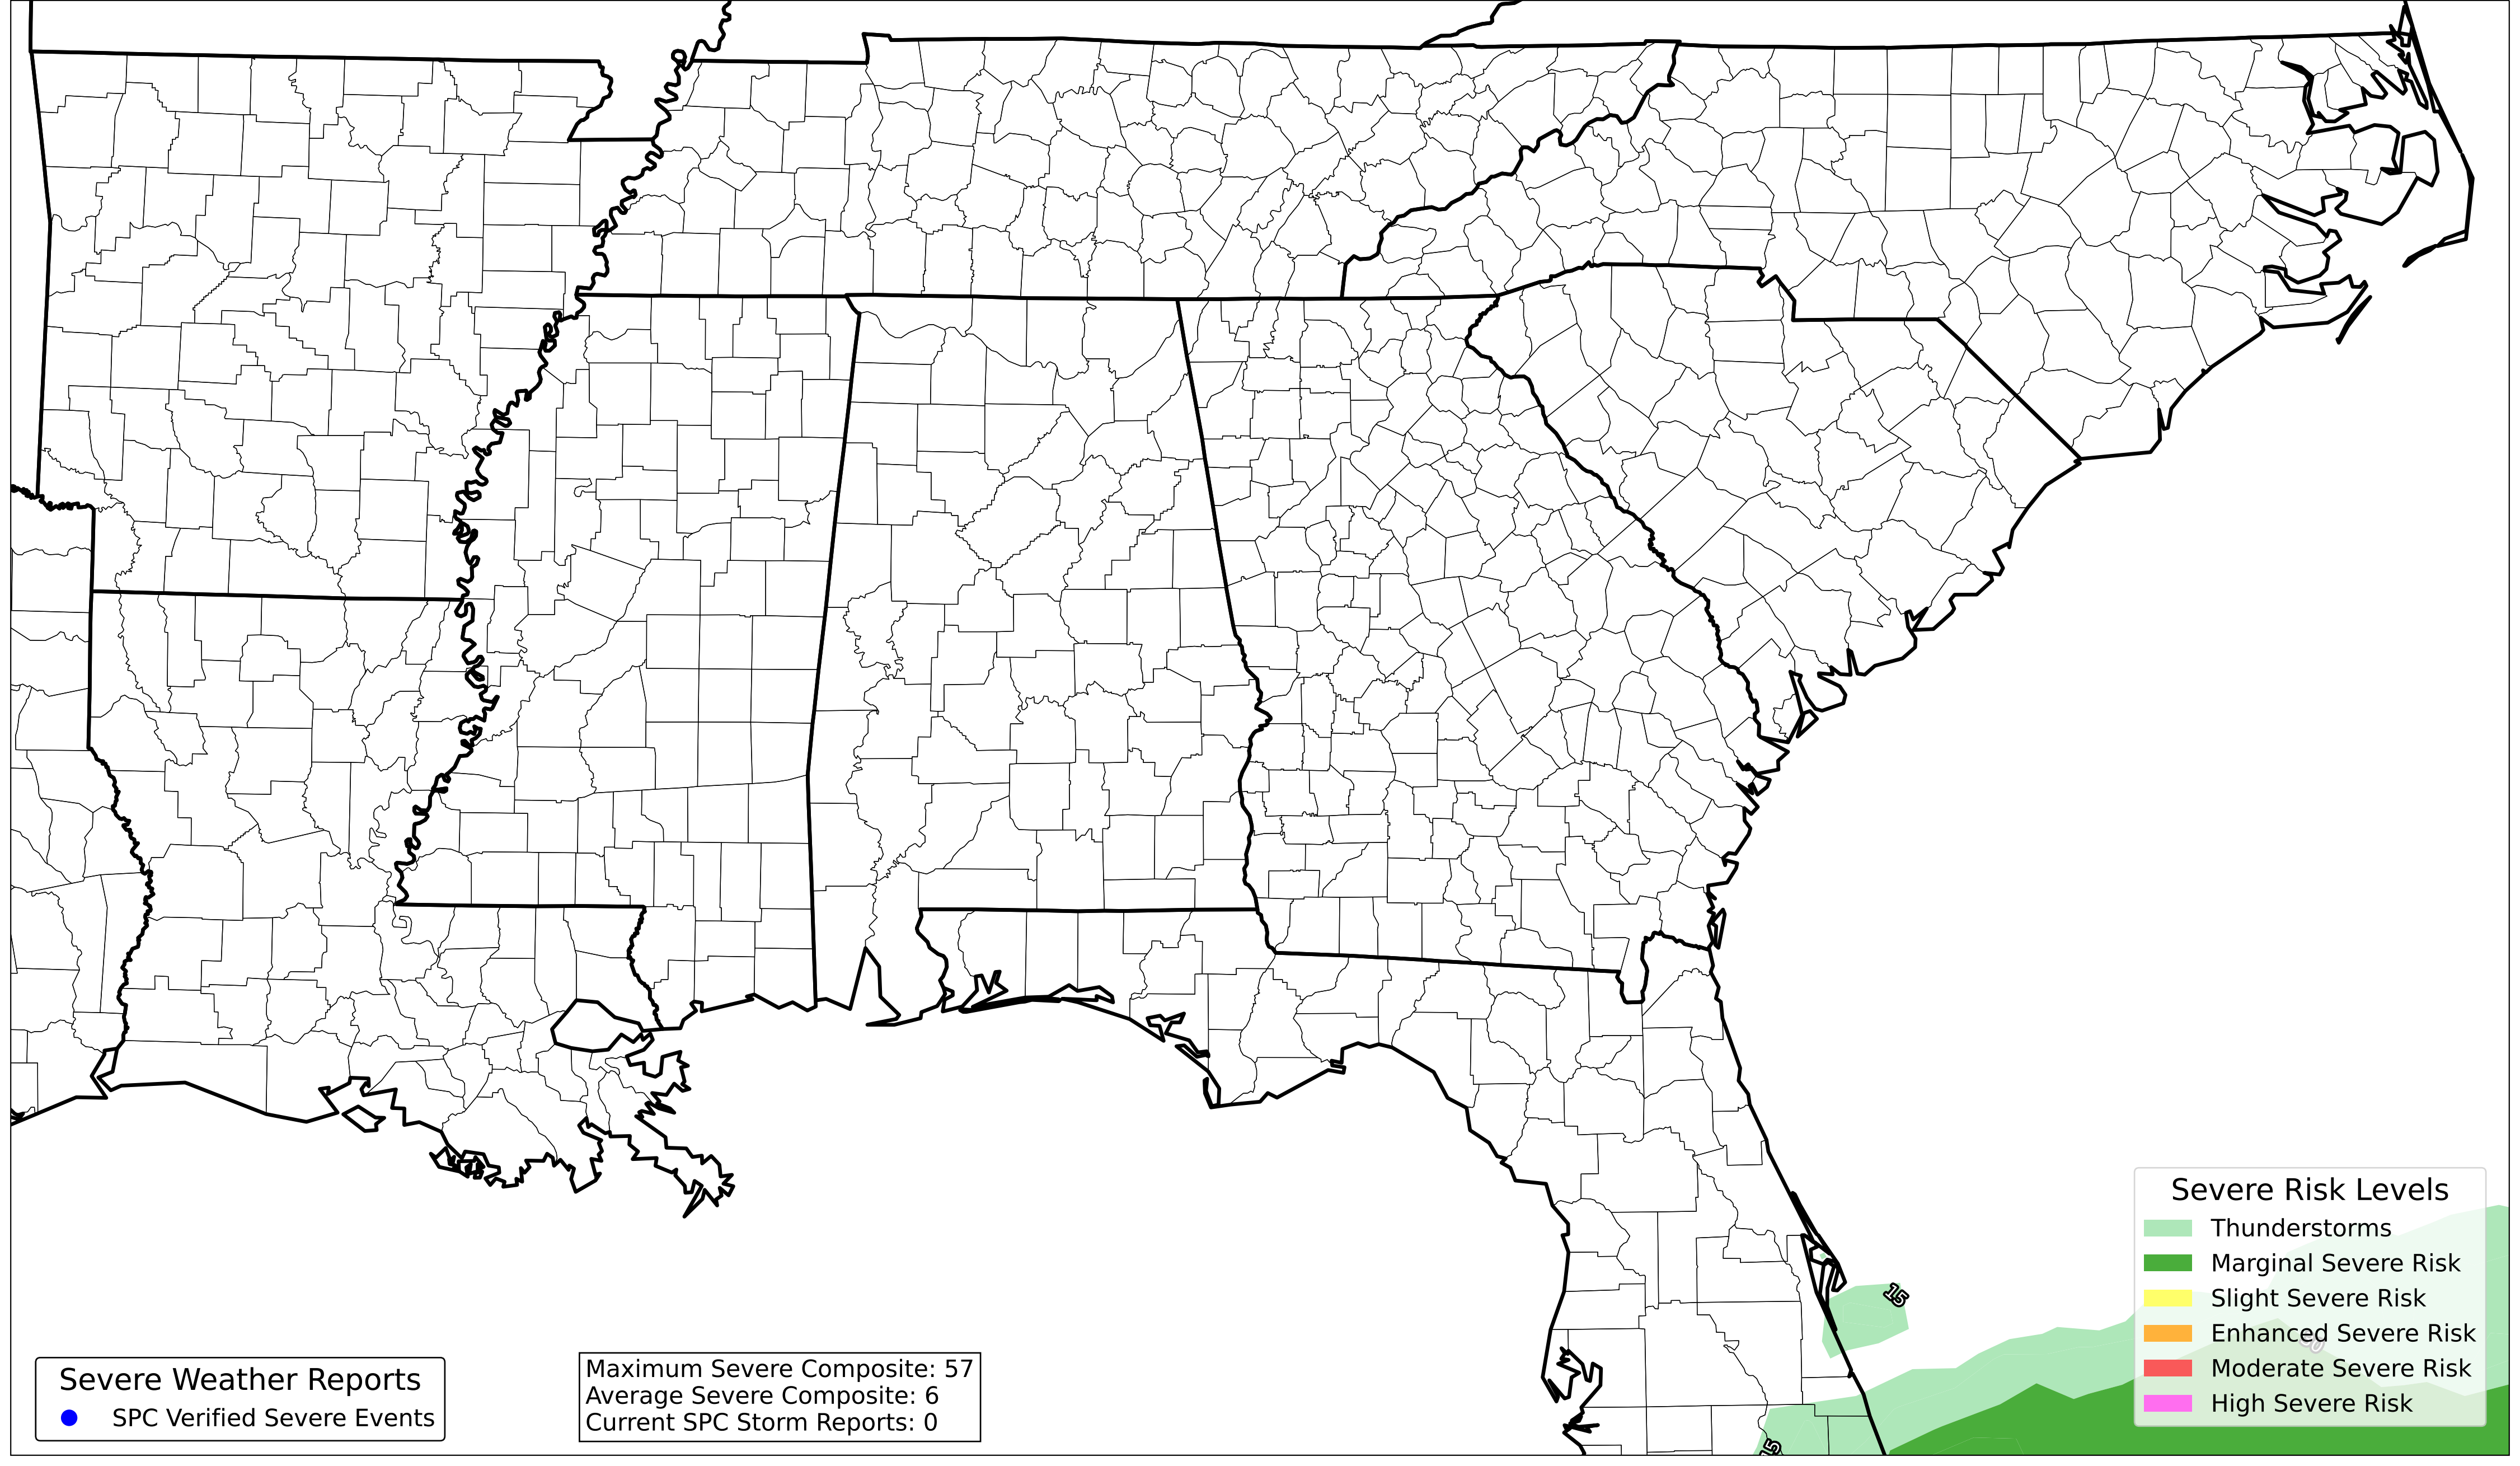 15
Severe Risk Levels
Thunderstorms
Marginal Severe Risk
Slight Severe Risk
Enhanced Severe Risk
Moderate Severe Risk
High Severe Risk
Severe Weather Reports
SPC Verified Severe Events
Maximum Severe Composite: 57
Average Severe Composite: 6
Current SPC Storm Reports: 0
15